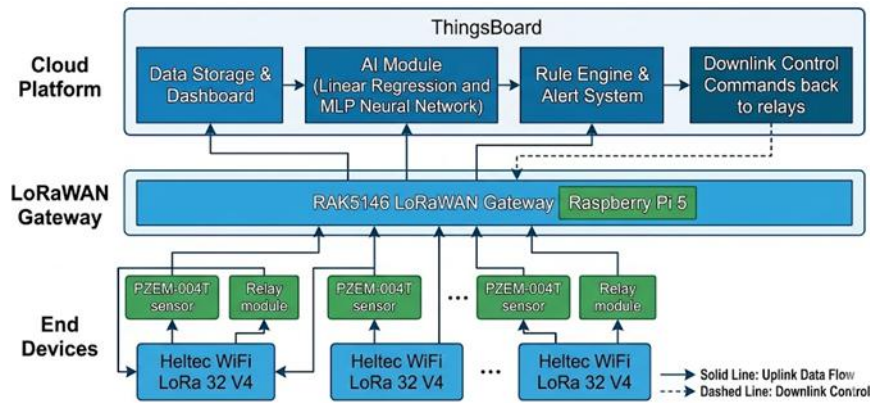 ThingsBoard
Cloud
Platform
Data Storage &
Dashboard
AI Module
(Linear Regression and
MLP Neural Network)
Rule Engine &
Alert System
Downlink Control
Commands back
to relays
LoRaWAN
Gateway
RAK5146 LoRaWAN Gateway
Raspberry Pi 5
End
Devices
PZEM-004T
sensor
Relay
module
PZEM-004T
sensor
...
PZEM-004T
sensor
Relay
module
Heltec WiFi
LoRa 32 V4
Heltec WiFi
LoRa 32 V4
...
Heltec WiFi
LoRa 32 V4
Solid Line: Uplink Data Flow
Dashed Line: Downlink Control